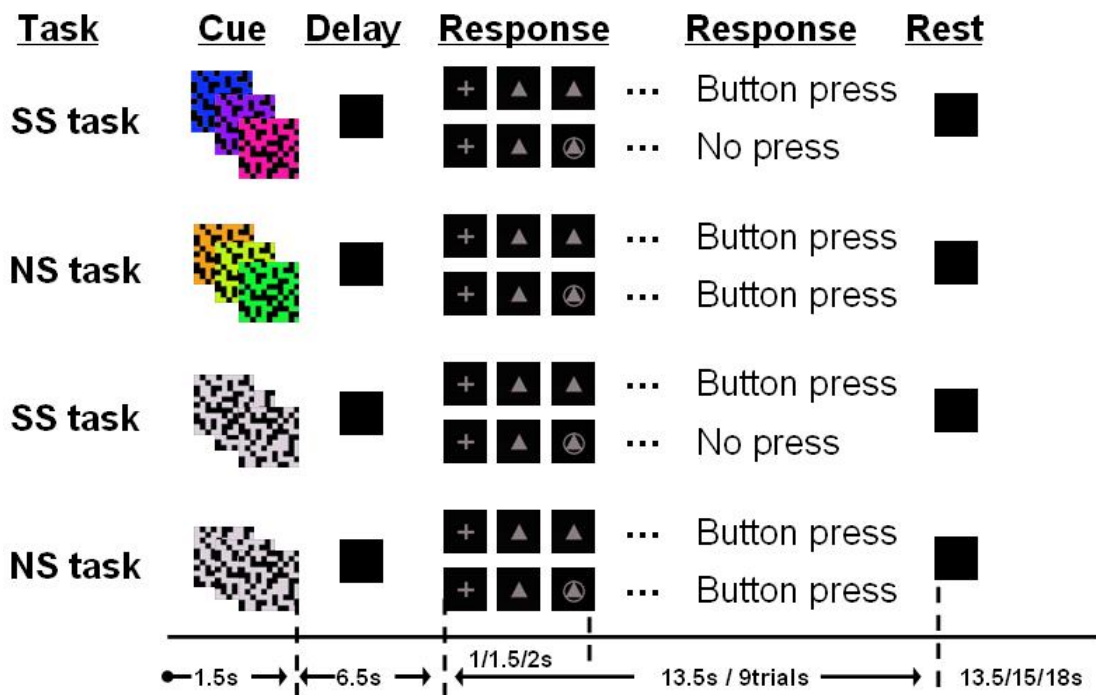 Task Cue Delay Response Response Rest
SS task
... Button press
... No press
NS task
... Button press
... Button press
SS task
... Button press
... No press
NS task
... Button press
... Button press
1/1.5/2s
1.5s 6.5s 13.5s / 9trials 13.5/15/18s